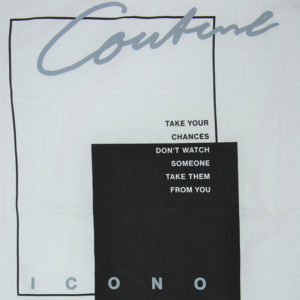 Couture
TAKE YOUR
CHANCES
DON'T WATCH
SOMEONE
TAKE THEM
FROM YOU
ICONO